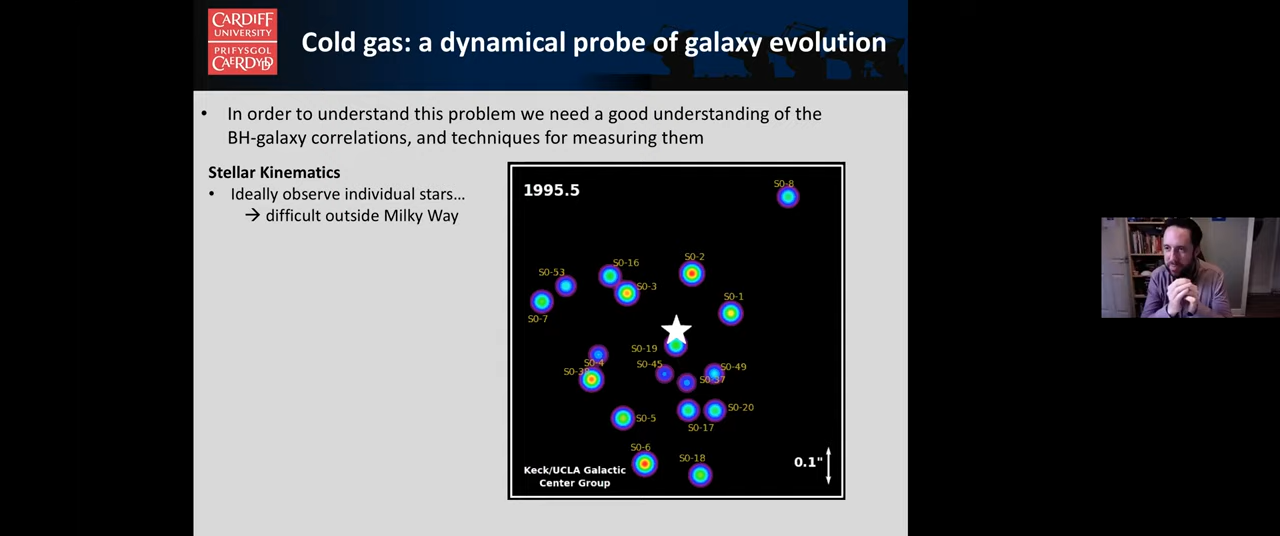 CARDIFF
UNIVERSITY
PRIFYSGOL
CAERDYDD
Cold gas: a dynamical probe of galaxy evolution
• In order to understand this problem we need a good understanding of the
BH-galaxy correlations, and techniques for measuring them
Stellar Kinematics
• Ideally observe individual stars…
→ difficult outside Milky Way
1995.5
S0-8
S0-2
S0-16
S0-53
S0-3
S0-1
S0-7
S0-19
S0-4
S0-45
S0-49
S0-38
S0-37
S0-20
S0-5
S0-17
S0-6
S0-18
0.1"
Keck/UCLA Galactic
Center Group